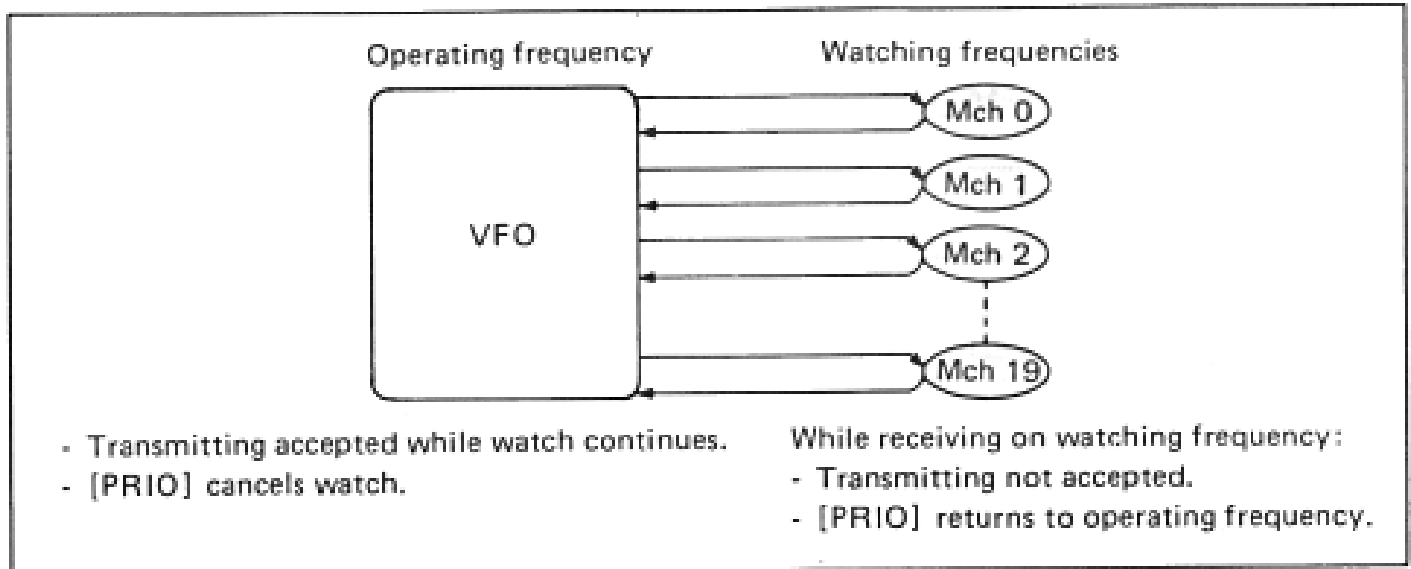 Operating frequency
Watching frequencies
VFO
Mch 0
Mch 1
Mch 2
Mch 19
- Transmitting accepted while watch continues.
- [PRIO] cancels watch.
While receiving on watching frequency:
- Transmitting not accepted.
- [PRIO] returns to operating frequency.